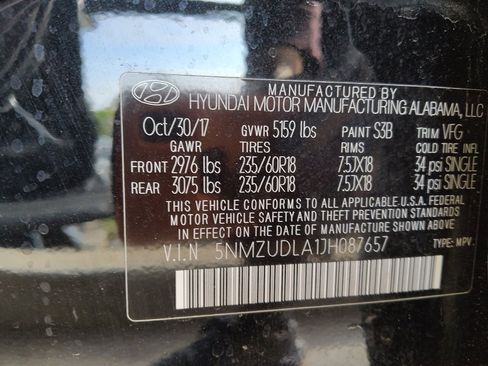 MANUFACTURED BY
HYUNDAI MOTOR MANUFACTURING ALABAMA, LLC
Oct/30/17 GVWR 5159 lbs PAINT S3B TRIM VFG
GAWR TIRES RIMS COLD TIRE INFL
FRONT 2976 lbs 235/60R18 7.5JX18 34 psi SINGLE
REAR 3075 lbs 235/60R18 7.5JX18 34 psi SINGLE
THIS VEHICLE CONFORMS TO ALL APPLICABLE U.S.A. FEDERAL
MOTOR VEHICLE SAFETY AND THEFT PREVENTION STANDARDS
IN EFFECT ON THE DATE OF MANUFACTURE SHOWN ABOVE.
V.I.N 5NMZUDLA1JH087657 TYPE: MPV